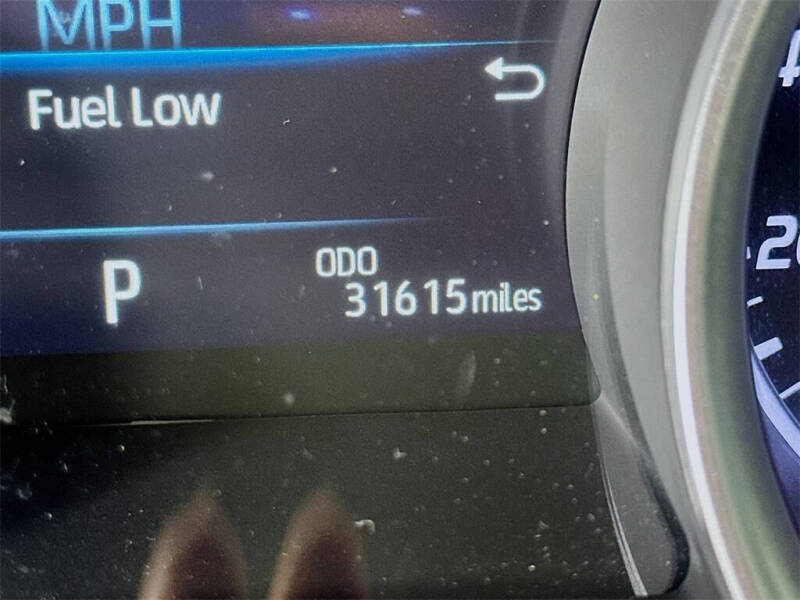 MPH
Fuel Low
P
ODO
31615 miles